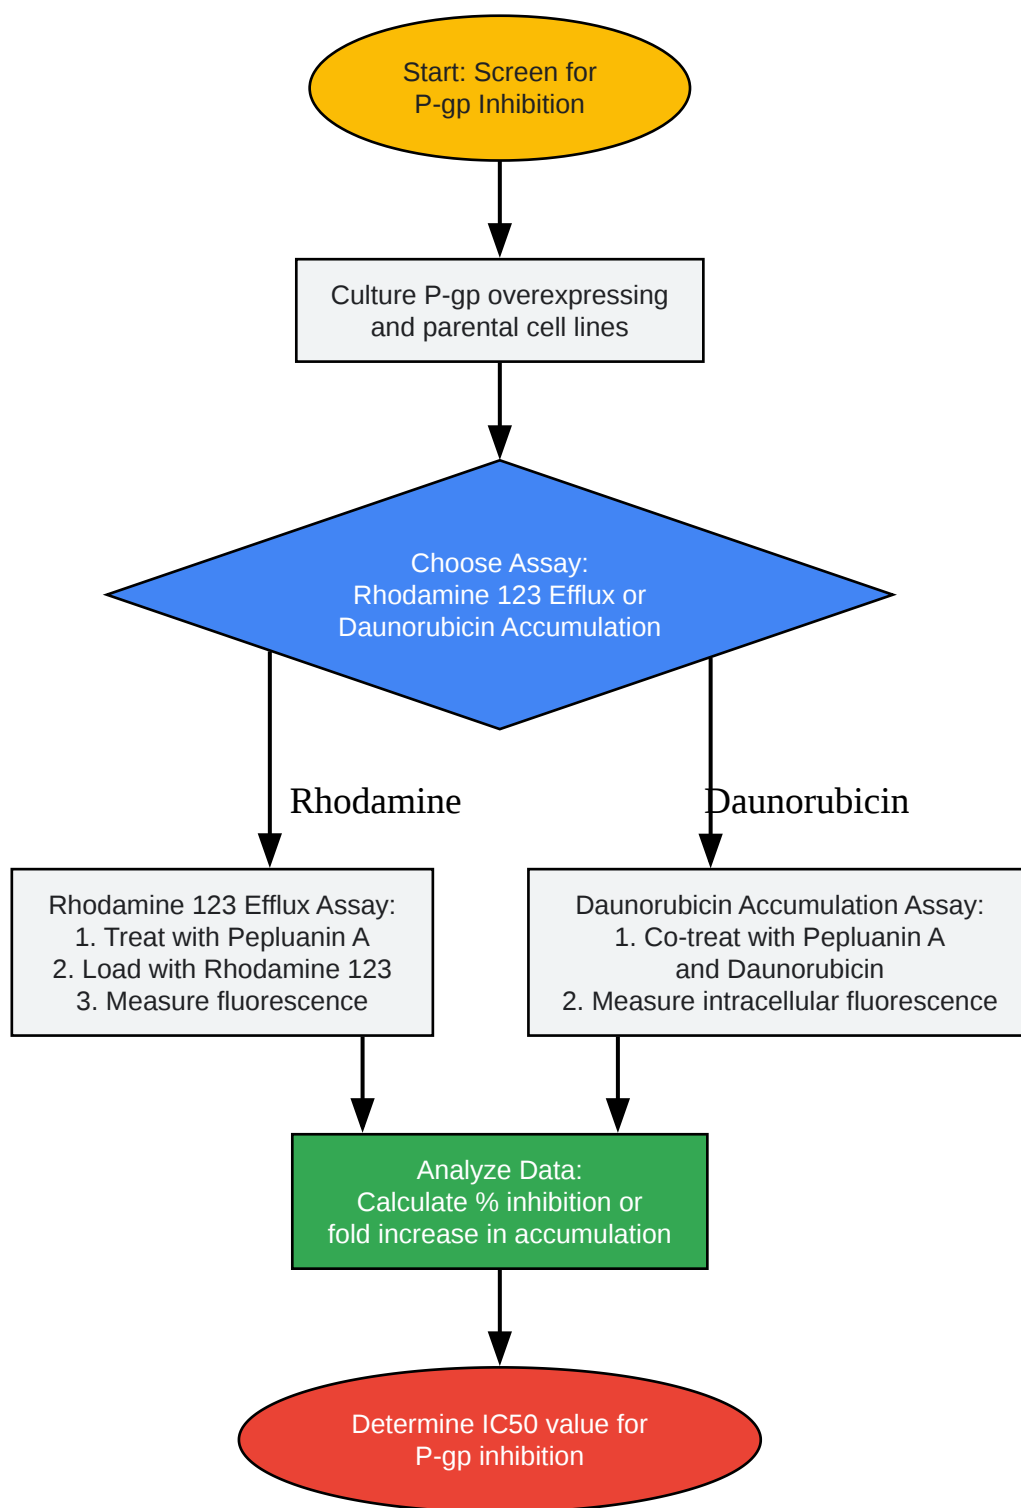 Start: Screen for
P-gp Inhibition
Culture P-gp overexpressing
and parental cell lines
Choose Assay:
Rhodamine 123 Efflux or
Daunorubicin Accumulation
Rhodamine
Daunorubicin
Rhodamine 123 Efflux Assay:
1. Treat with Pepluanin A
2. Load with Rhodamine 123
3. Measure fluorescence
Daunorubicin Accumulation Assay:
1. Co-treat with Pepluanin A
and Daunorubicin
2. Measure intracellular fluorescence
Analyze Data:
Calculate % inhibition or
fold increase in accumulation
Determine IC50 value for
P-gp inhibition